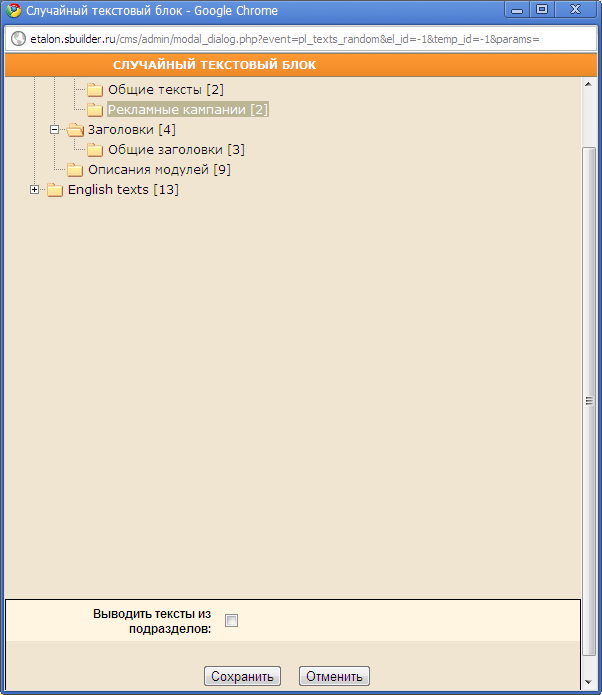 Случайный текстовый блок - Google Chrome
etalon.sbuilder.ru/cms/admin/modal_dialog.php?event=pl_texts_random&el_id=-1&temp_id=-1&params=
СЛУЧАЙНЫЙ ТЕКСТОВЫЙ БЛОК
Общие тексты [2]
Рекламные кампании [2]
Заголовки [4]
Общие заголовки [3]
Описания модулей [9]
English texts [13]
Выводить тексты из
подразделов:
Сохранить Отменить